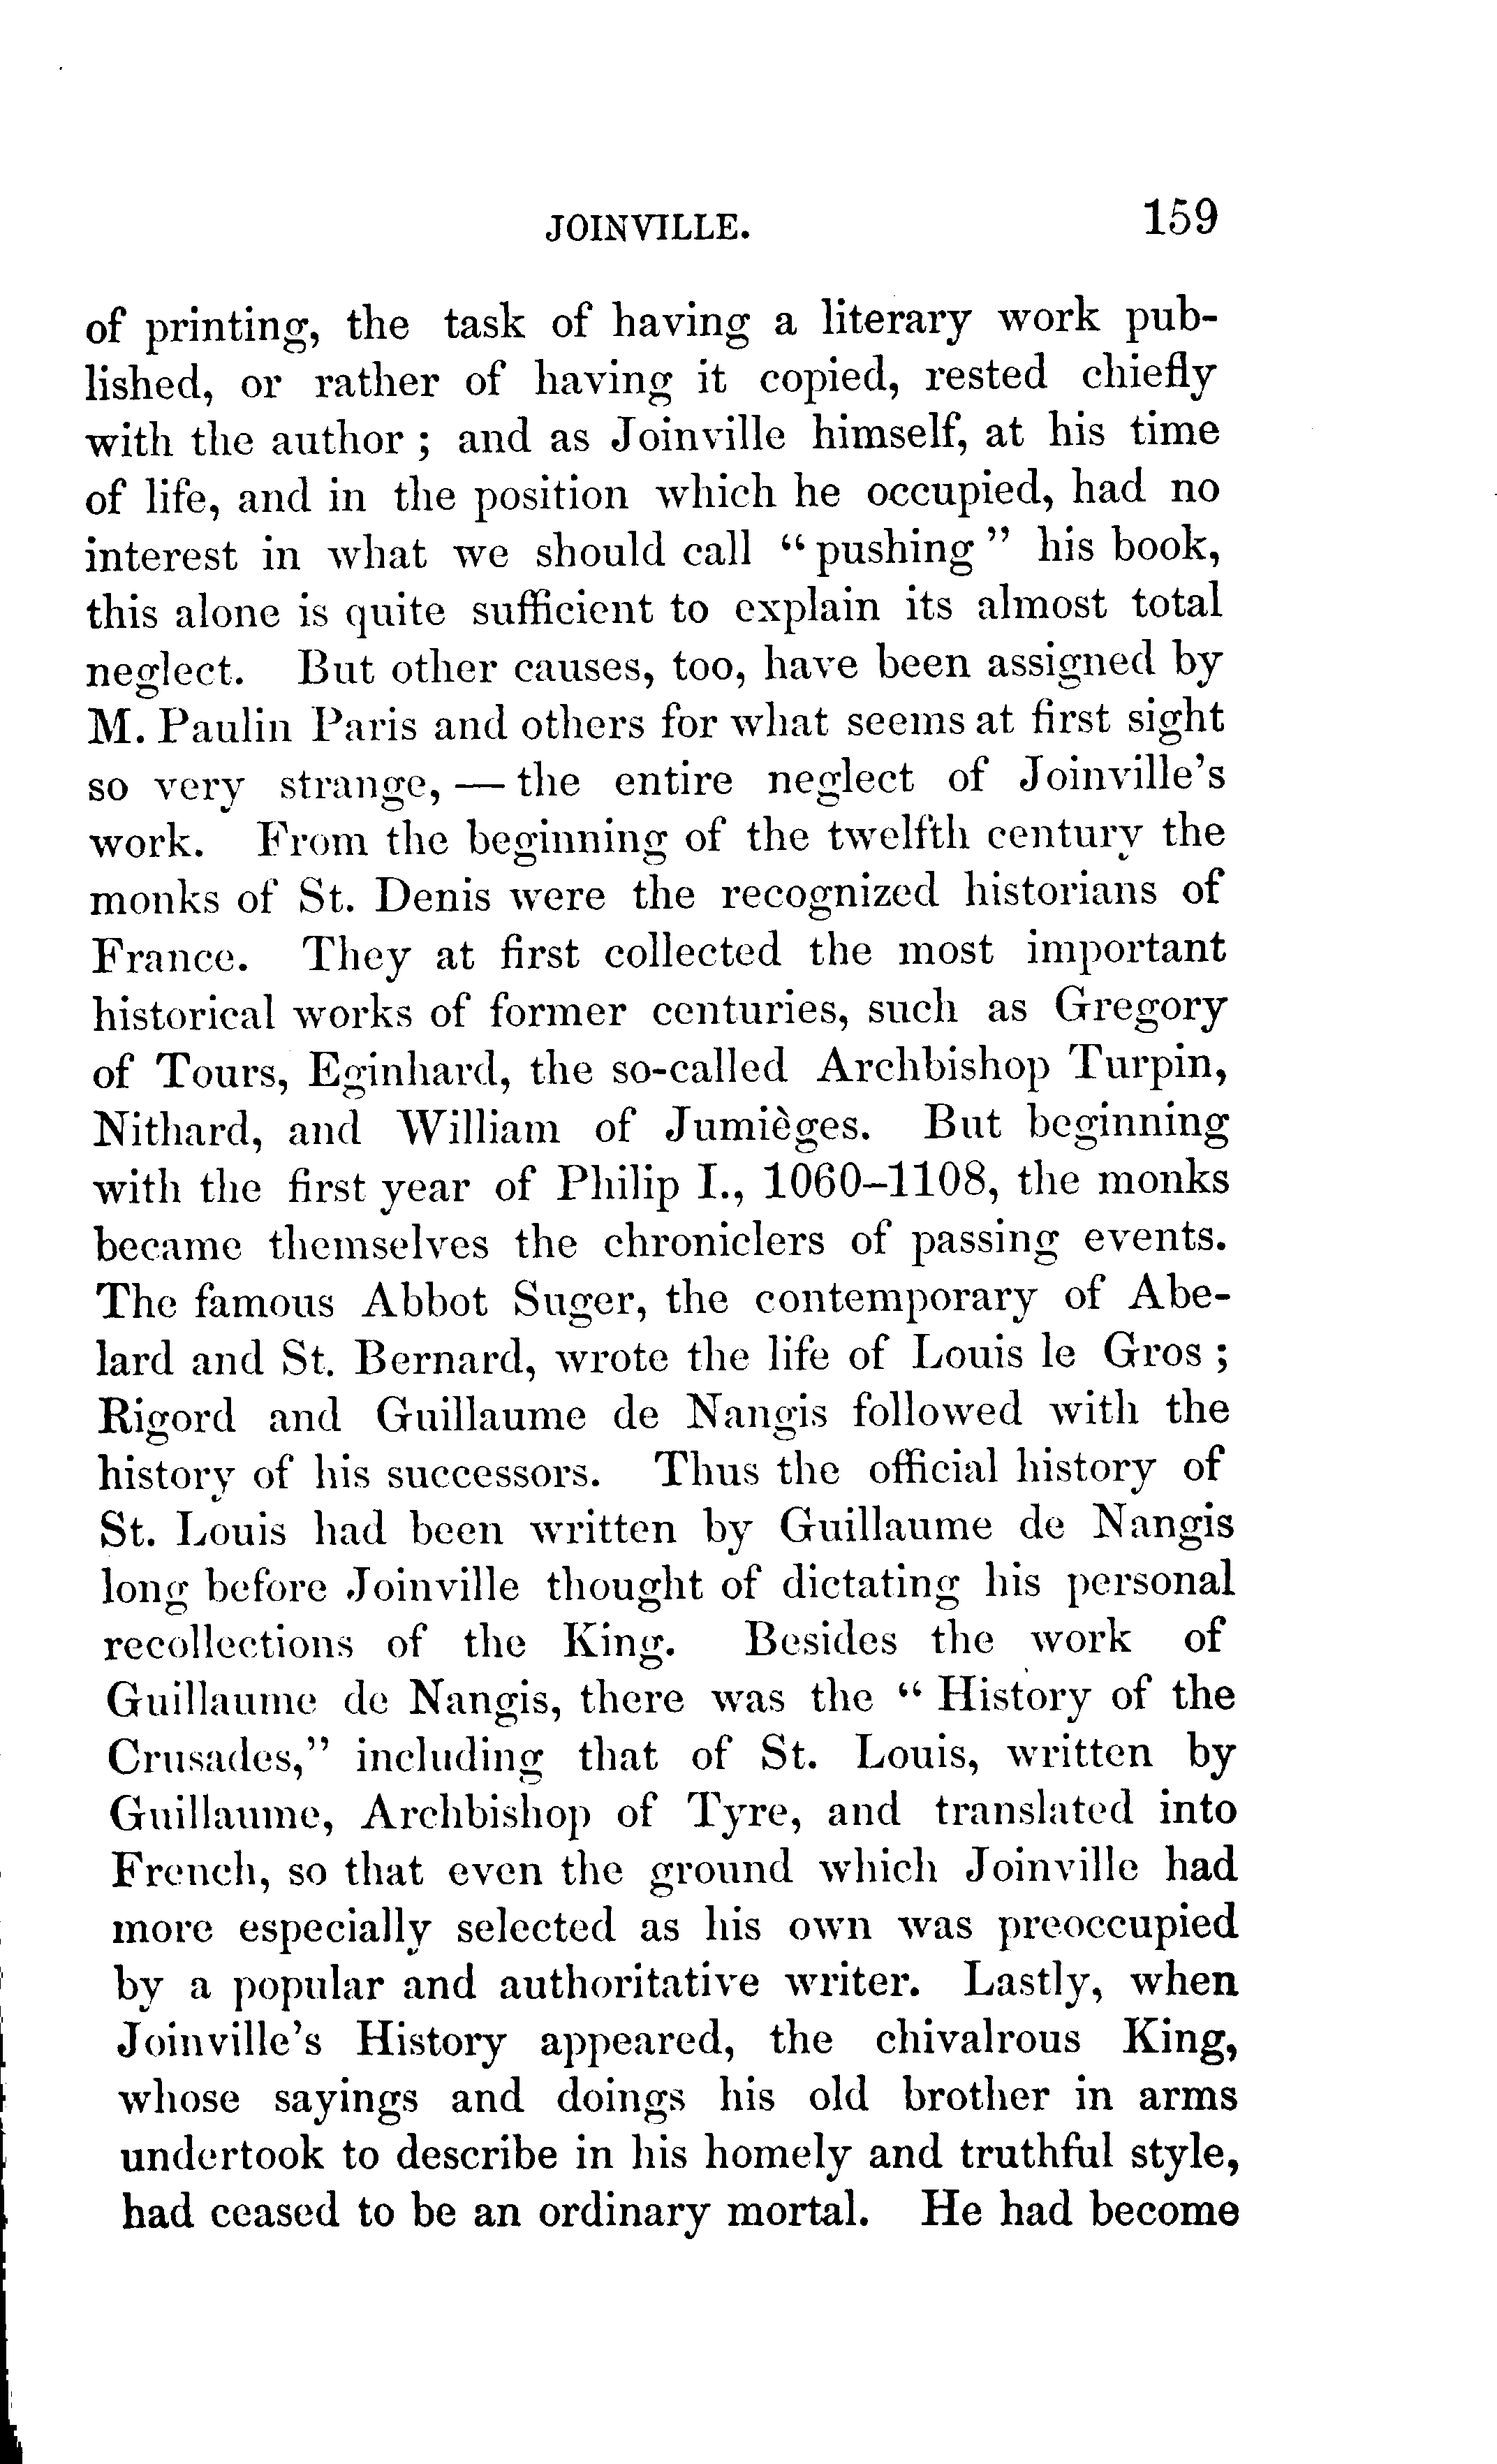 JOINVILLE. 159
of printing, the task of having a literary work pub-
lished, or rather of having it copied, rested chiefly
with the author ; and as Joinville himself, at his time
of life, and in the position which he occupied, had no
interest in what we should call “ pushing ” his book,
this alone is quite sufficient to explain its almost total
neglect. But other causes, too, have been assigned by
M. Paulin Paris and others for what seems at first sight
so very strange, — the entire neglect of Joinville’s
work. From the beginning of the twelfth century the
monks of St. Denis were the recognized historians of
France. They at first collected the most important
historical works of former centuries, such as Gregory
of Tours, Eginhard, the so-called Archbishop Turpin,
Nithard, and William of Jumièges. But beginning
with the first year of Philip I., 1060–1108, the monks
became themselves the chroniclers of passing events.
The famous Abbot Suger, the contemporary of Abe-
lard and St. Bernard, wrote the life of Louis le Gros ;
Rigord and Guillaume de Nangis followed with the
history of his successors. Thus the official history of
St. Louis had been written by Guillaume de Nangis
long before Joinville thought of dictating his personal
recollections of the King. Besides the work of
Guillaume de Nangis, there was the “ History of the
Crusades,” including that of St. Louis, written by
Guillaume, Archbishop of Tyre, and translated into
French, so that even the ground which Joinville had
more especially selected as his own was preoccupied
by a popular and authoritative writer. Lastly, when
Joinville’s History appeared, the chivalrous King,
whose sayings and doings his old brother in arms
undertook to describe in his homely and truthful style,
had ceased to be an ordinary mortal. He had become